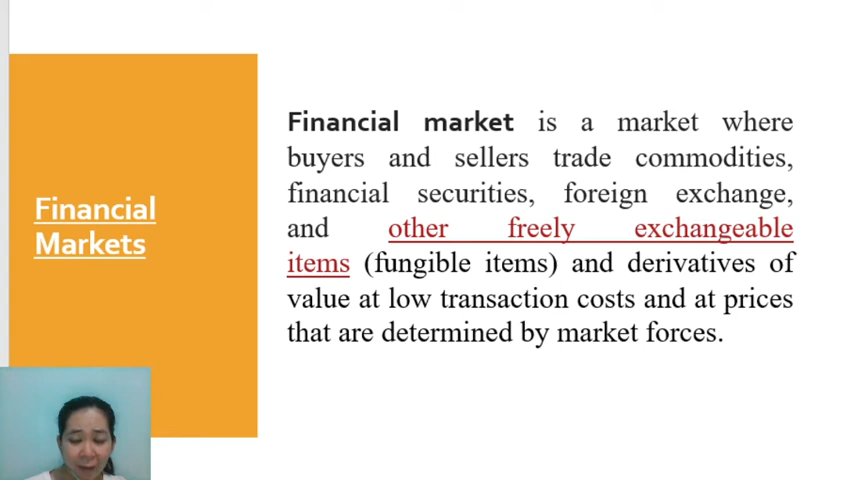 Financial
Markets
Financial market is a market where
buyers and sellers trade commodities,
financial securities, foreign exchange,
and other freely exchangeable
items (fungible items) and derivatives of
value at low transaction costs and at prices
that are determined by market forces.